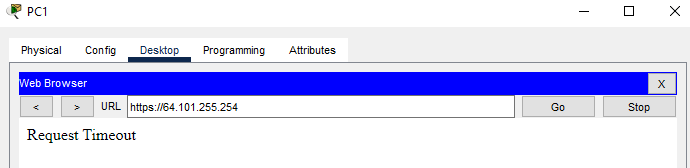 PC1
Physical Config Desktop Programming Attributes
Web Browser X
< > URL https://64.101.255.254 Go Stop
Request Timeout